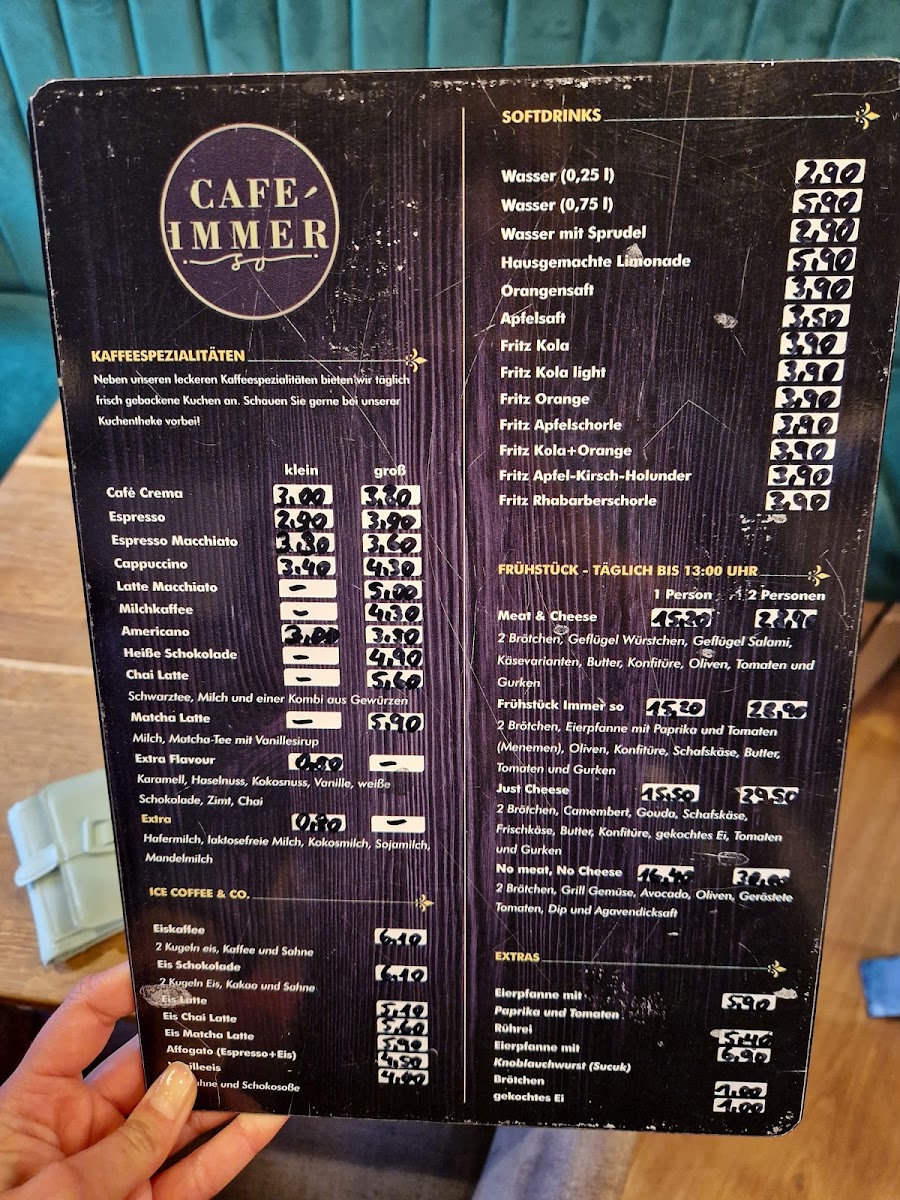 CAFÉ
IMMER
KAFFEESPEZIALITÄTEN
Neben unseren leckeren Kaffeespezialitäten bieten wir täglich
frisch gebackene Kuchen an. Schauen Sie gerne bei unserer
Kuchentheke vorbei!
klein groß
Café Crema 3,00 3,80
Espresso 2,90 3,90
Espresso Macchiato 3,30 3,60
Cappuccino 3,40 4,30
Latte Macchiato - 5,00
Milchkaffee - 4,30
Americano 3,00 3,80
Heiße Schokolade - 4,90
Chai Latte - 5,60
Schwarztee, Milch und einer Kombi aus Gewürzen
Matcha Latte - 5,90
Milch, Matcha-Tee mit Vanillesirup
Extra Flavour 0,80 -
Karamell, Haselnuss, Kokosnuss, Vanille, weiße
Schokolade, Zimt, Chai
Extra 0,80 -
Hafermilch, laktosefreie Milch, Kokosmilch, Sojamilch,
Mandelmilch
ICE COFFEE & CO.
Eiskaffee 6,10
2 Kugeln eis, Kaffee und Sahne
Eis Schokolade 6,10
2 Kugeln Eis, Kakao und Sahne
Eis Latte 5,10
Eis Chai Latte 5,60
Eis Matcha Latte 5,90
Affogato (Espresso+Eis) 4,50
und Schokosoße
SOFTDRINKS
Wasser (0,25 l) 2,90
Wasser (0,75 l) 5,90
Wasser mit Sprudel 2,90
Hausgemachte Limonade 5,90
Orangensaft 3,90
Apfelsaft 3,50
Fritz Kola 3,90
Fritz Kola light 3,90
Fritz Orange 3,90
Fritz Apfelschorle 3,90
Fritz Kola+Orange 3,90
Fritz Apfel-Kirsch-Holunder 3,90
Fritz Rhabarberschorle 3,90
FRÜHSTÜCK - TÄGLICH BIS 13:00 UHR
1 Person 2 Personen
Meat & Cheese 15,20 28,90
2 Brötchen, Geflügel Würstchen, Geflügel Salami,
Käsevarianten, Butter, Konfitüre, Oliven, Tomaten und
Gurken
Frühstück Immer so 15,20 28,90
2 Brötchen, Eierpfanne mit Paprika und Tomaten
(Menemen), Oliven, Konfitüre, Schafskäse, Butter,
Tomaten und Gurken
Just Cheese 15,50 29,50
2 Brötchen, Camembert, Gouda, Schafskäse,
Frischkäse, Butter, Konfitüre, gekochtes Ei, Tomaten
und Gurken
No meat, No Cheese 16,40
2 Brötchen, Grill Gemüse, Avocado, Oliven, Geröstete
Tomaten, Dip und Agavendicksaft
EXTRAS
Eierpfanne mit 5,90
Paprika und Tomaten
Rührei 5,40
Eierpfanne mit 6,90
Knoblauchwurst (Sucuk)
Brötchen 1,00
gekochtes Ei 1,00